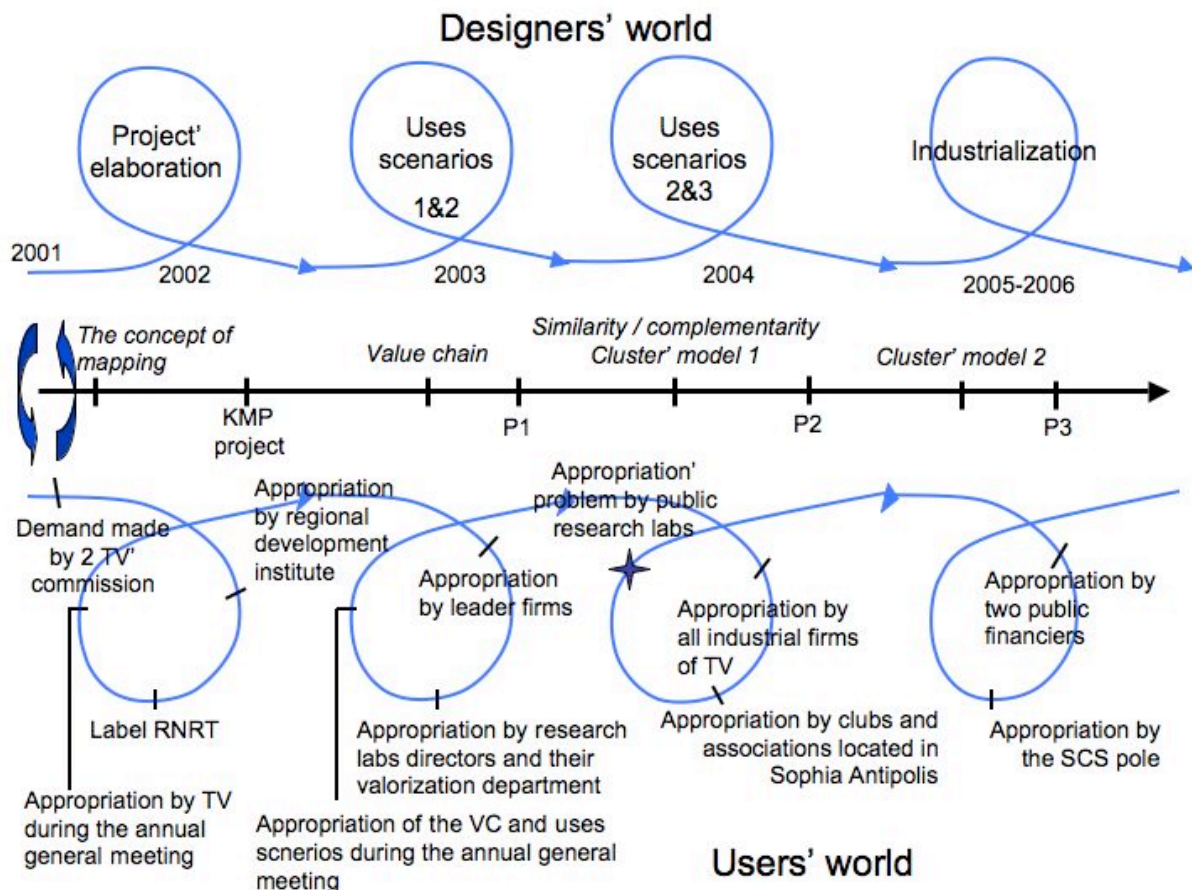 Designers' world
Project'
elaboration
Uses
scenarios
1&2
Uses
scenarios
2&3
Industrialization
2001
2002
2003
2004
2005-2006
The concept of
mapping
Value chain
Similarity / complementarity
Cluster' model 1
Cluster' model 2
KMP
project
P1
P2
P3
Demand made
by 2 TV'
commission
Appropriation
by regional
development
institute
Appropriation
by leader firms
Appropriation'
problem by public
research labs
Appropriation by
all industrial firms
of TV
Appropriation by
two public
financiers
Label RNRT
Appropriation by research
labs directors and their
valorization department
Appropriation by clubs and
associations located in
Sophia Antipolis
Appropriation by
the SCS pole
Appropriation by TV
during the annual
general meeting
Appropriation of the VC and uses
scnerios during the annual general
meeting
Users' world